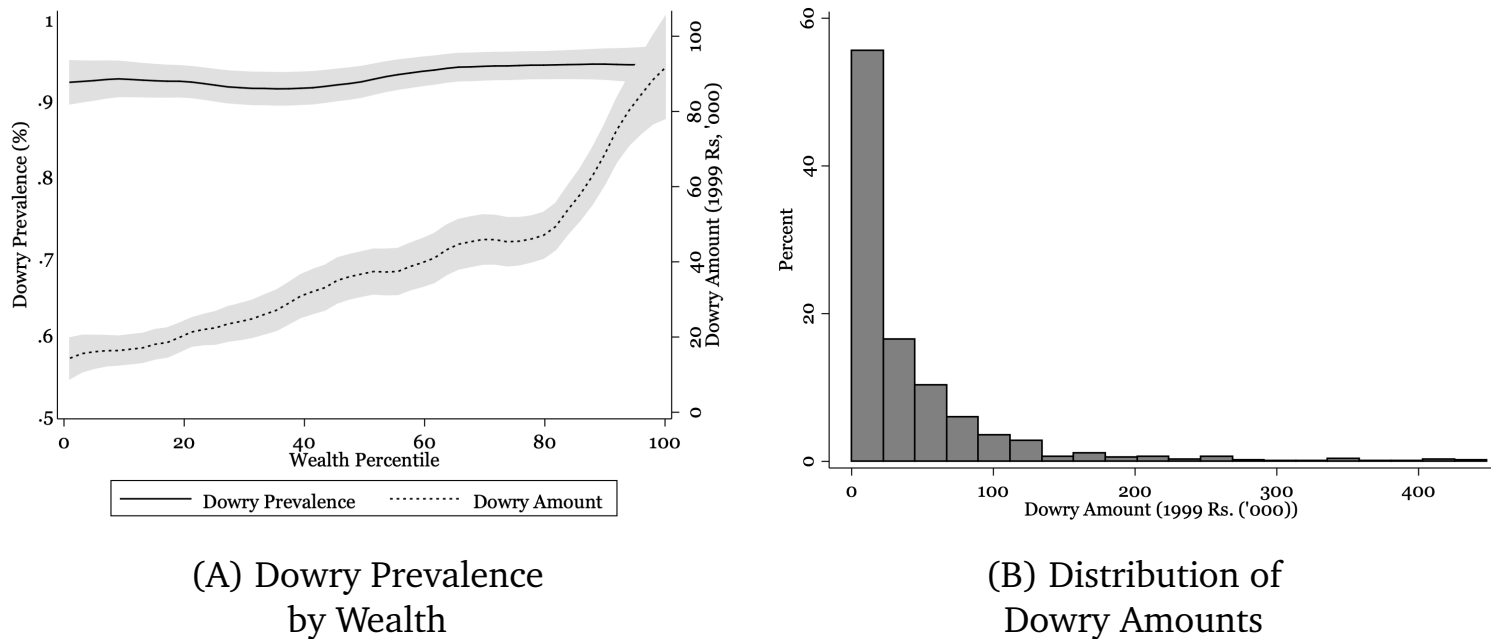 1
.9
.8
.7
.6
.5
Dowry Prevalence (%)
100
80
60
40
20
0
Dowry Amount (1999 Rs, '000)
0 20 40 60 80 100
Wealth Percentile
Dowry Prevalence Dowry Amount
(A) Dowry Prevalence
by Wealth
60
40
20
0
Percent
0 100 200 300 400
Dowry Amount (1999 Rs. ('000))
(B) Distribution of
Dowry Amounts